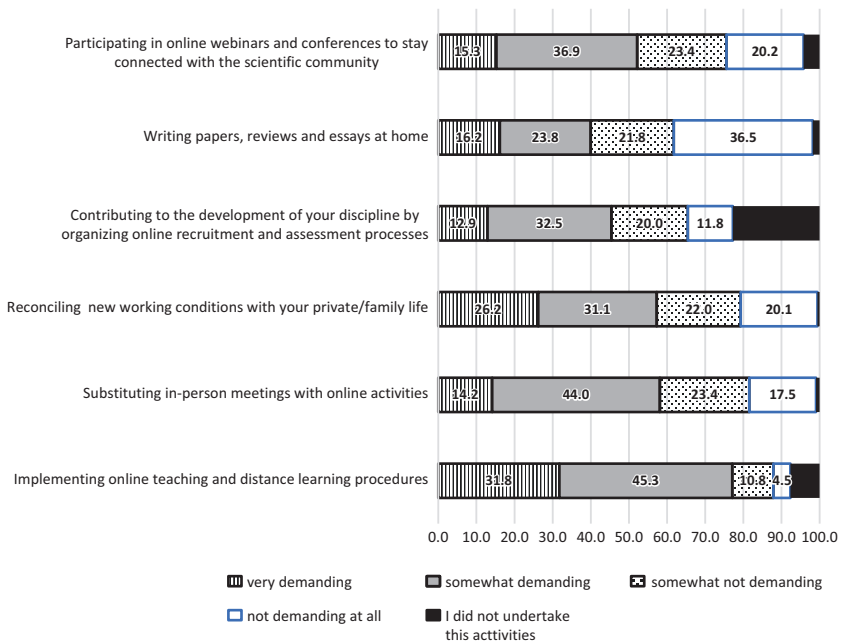 Participating in online webinars and conferences to stay
connected with the scientific community
15.3 36.9 23.4 20.2
Writing papers, reviews and essays at home
16.2 23.8 21.8 36.5
Contributing to the development of your discipline by
organizing online recruitment and assessment processes
12.9 32.5 20.0 11.8
Reconciling new working conditions with your private/family life
26.2 31.1 22.0 20.1
Substituting in-person meetings with online activities
14.2 44.0 23.4 17.5
Implementing online teaching and distance learning procedures
31.8 45.3 10.8 4.5
0.0 10.0 20.0 30.0 40.0 50.0 60.0 70.0 80.0 90.0 100.0
very demanding somewhat demanding somewhat not demanding
not demanding at all I did not undertake
this acttivities